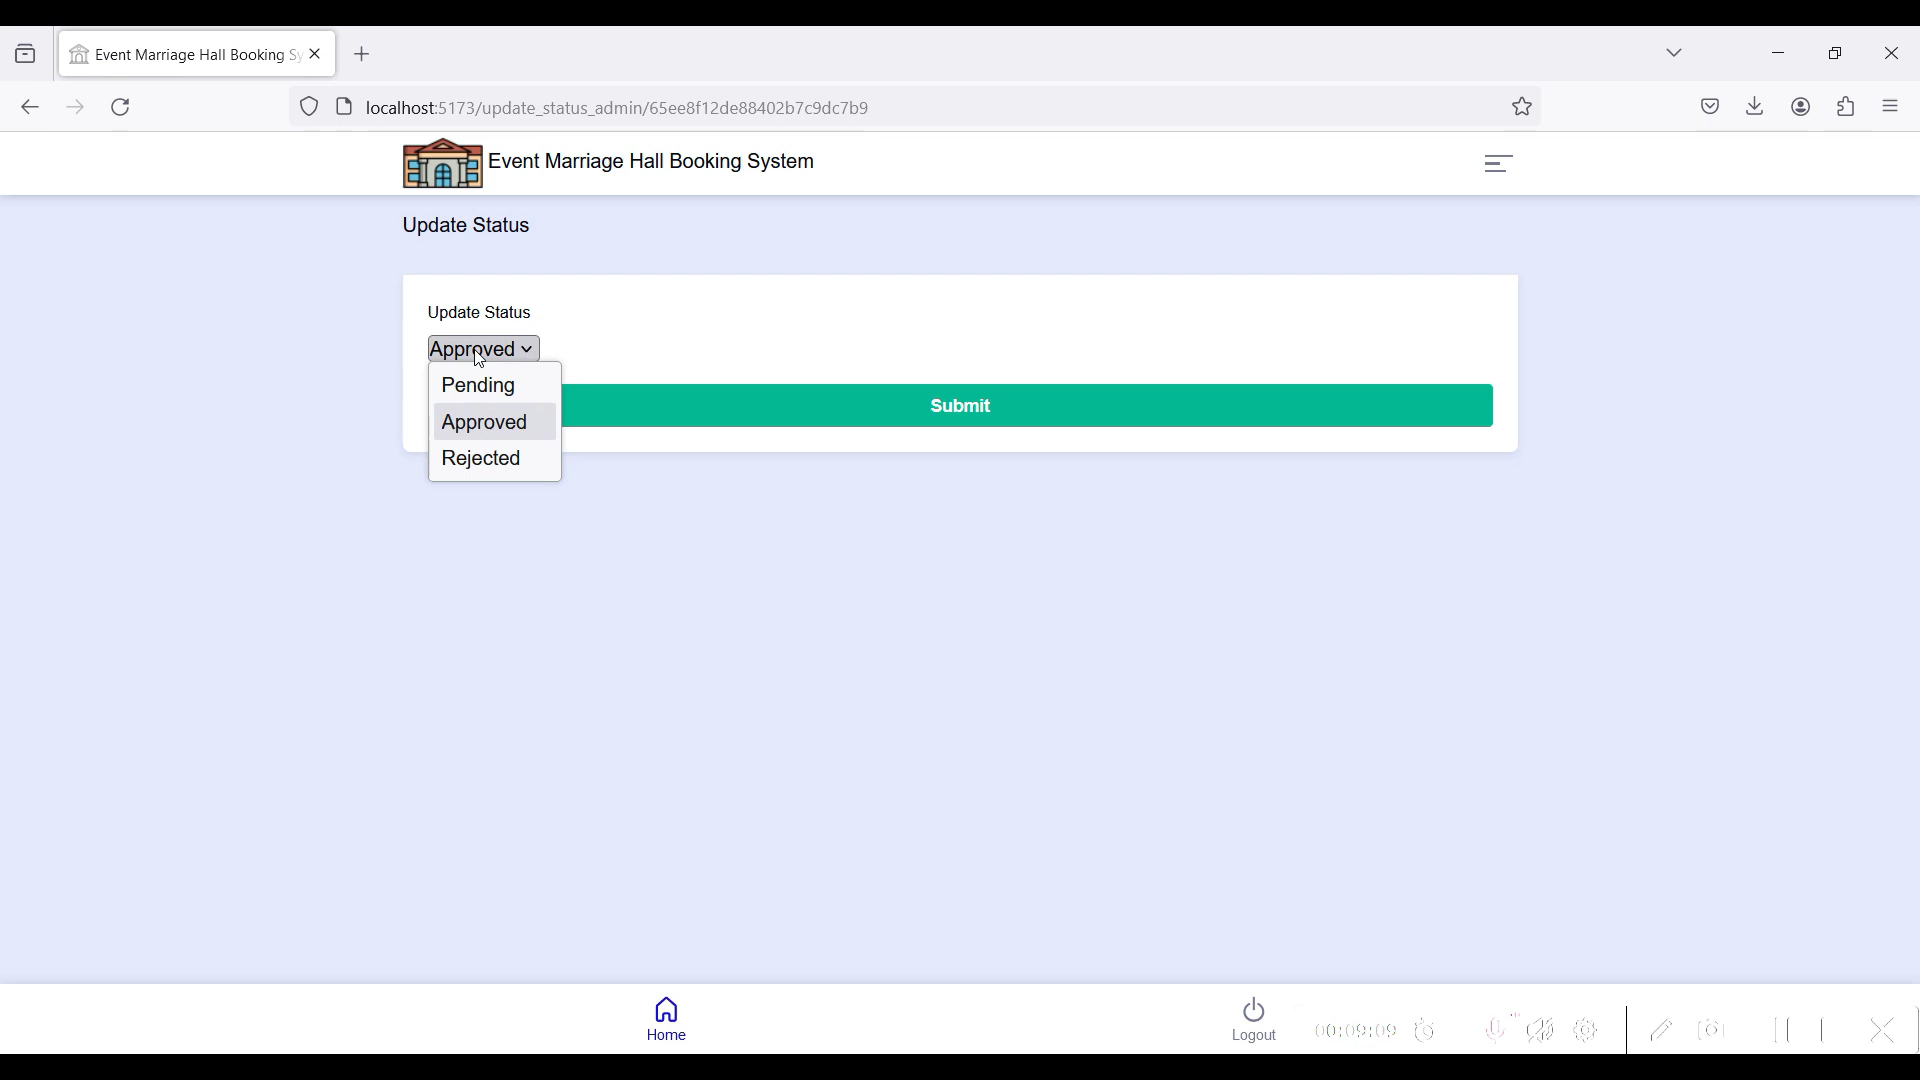 Event Marriage Hall Booking Sy
localhost:5173/update_status_admin/65ee8f12de88402b7c9dc7b9
Event Marriage Hall Booking System
Update Status
Update Status
Approved
Pending
Approved
Rejected
Submit
Home
Logout
00:09:09